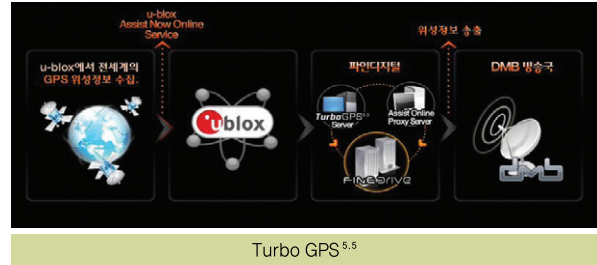 u-blox
Assist Now Online
Service
위성정보 송출
u-blox에서 전세계의
GPS 위성정보 수집.
파인디지털
DMB 방송국
ublox
TurboGPS
Server
Assist Online
Proxy Server
FINEDRIVE
dmb
Turbo GPS 5.5